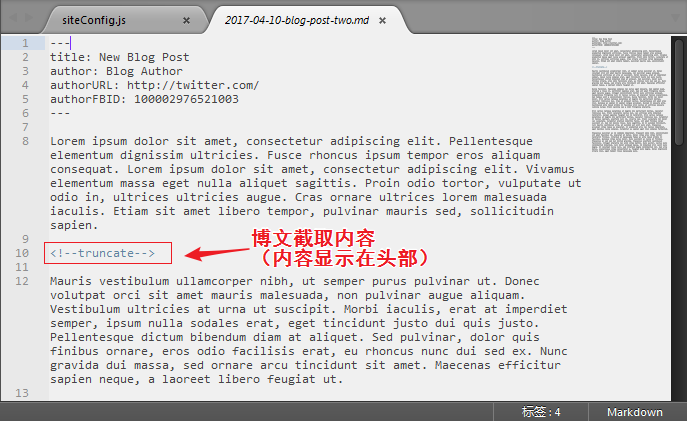 siteConfig.js
2017-04-10-blog-post-two.md
1 ---
2 title: New Blog Post
3 author: Blog Author
4 authorURL: http://twitter.com/
5 authorFBID: 100002976521003
6 ---
7
8 Lorem ipsum dolor sit amet, consectetur adipiscing elit. Pellentesque
elementum dignissim ultricies. Fusce rhoncus ipsum tempor eros aliquam
consequat. Lorem ipsum dolor sit amet, consectetur adipiscing elit. Vivamus
elementum massa eget nulla aliquet sagittis. Proin odio tortor, vulputate ut
odio in, ultrices ultricies augue. Cras ornare ultrices lorem malesuada
iaculis. Etiam sit amet libero tempor, pulvinar mauris sed, sollicitudin
sapien.
9
10 <!--truncate-->
博文截取内容
（内容显示在头部）
11
12 Mauris vestibulum ullamcorper nibh, ut semper purus pulvinar ut. Donec
volutpat orci sit amet mauris malesuada, non pulvinar augue aliquam.
Vestibulum ultricies at urna ut suscipit. Morbi iaculis, erat at imperdiet
semper, ipsum nulla sodales erat, eget tincidunt justo dui quis justo.
Pellentesque dictum bibendum diam at aliquet. Sed pulvinar, dolor quis
finibus ornare, eros odio facilisis erat, eu rhoncus nunc dui sed ex. Nunc
gravida dui massa, sed ornare arcu tincidunt sit amet. Maecenas efficitur
sapien neque, a laoreet libero feugiat ut.
13
标签：4
Markdown